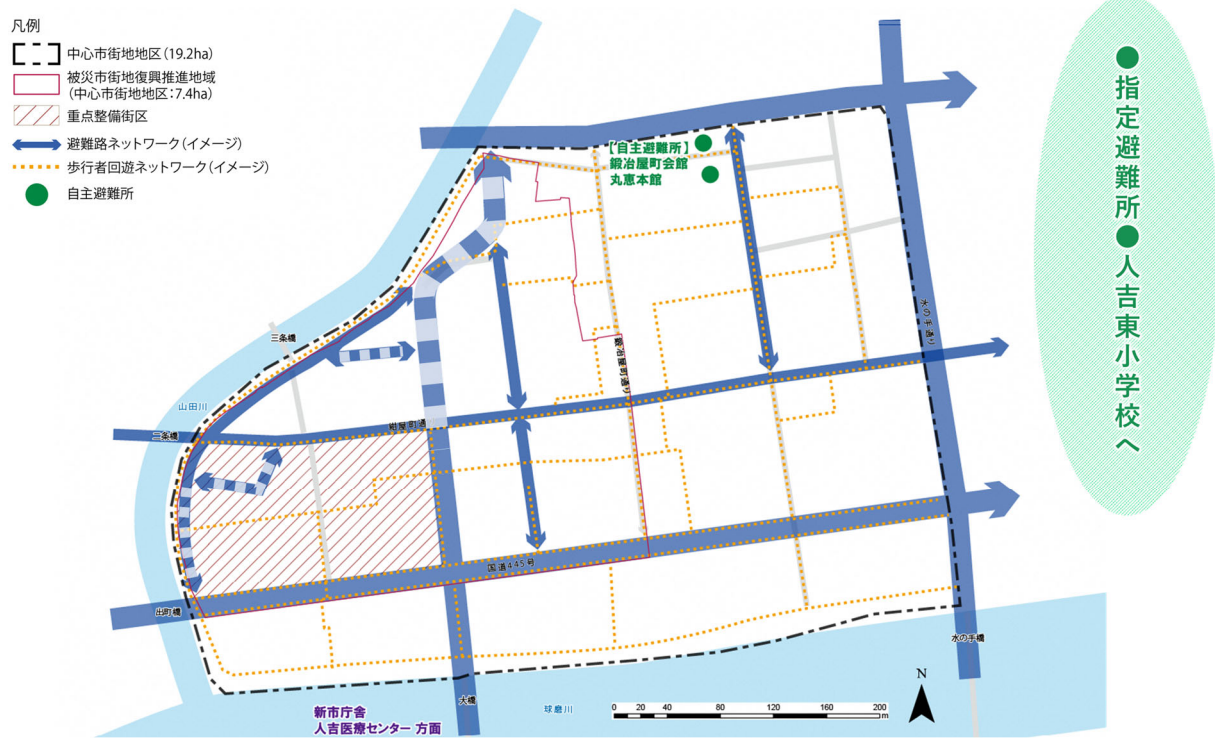 凡例
中心市街地地区(19.2ha)
被災市街地復興推進地域
(中心市街地地区:7.4ha)
重点整備街区
避難路ネットワーク(イメージ)
歩行者回遊ネットワーク(イメージ)
自主避難所
【自主避難所】
鍛冶屋町会館
丸恵本館
●指定避難所●人吉東小学校へ
水の手通り
三条橋
鍛冶屋町通り
山田川
二条橋
紺屋町通
国道445号
出町橋
水の手橋
大橋
球磨川
新市庁舎
人吉医療センター 方面
N
0 20 40 80 120 160 200
m